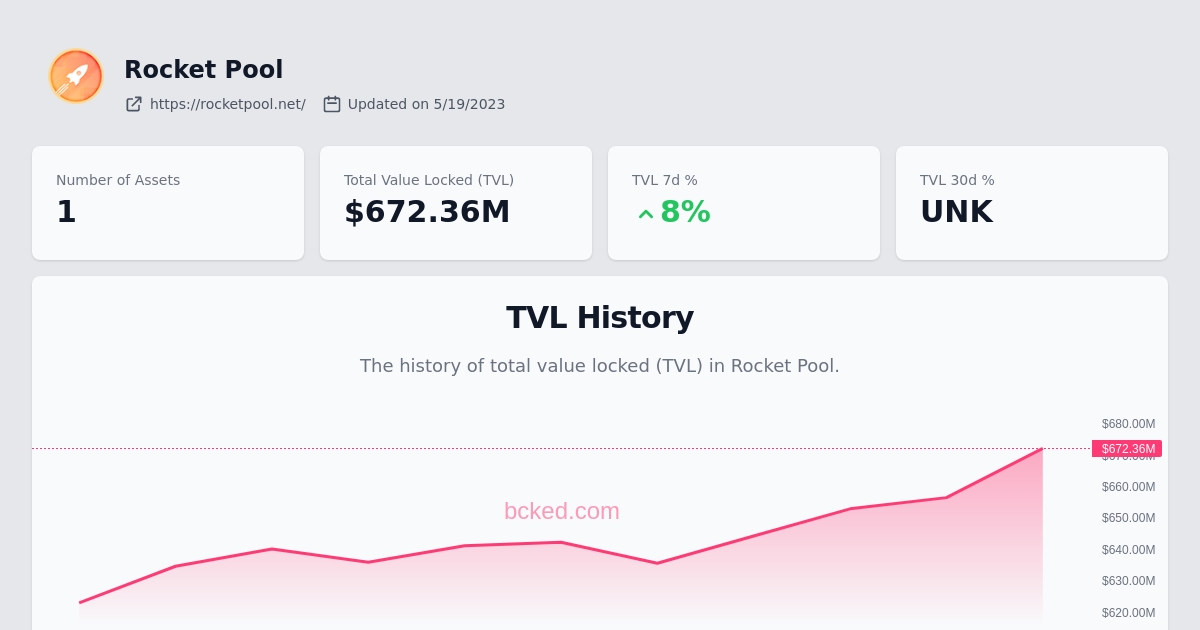 Rocket Pool
https://rocketpool.net/ Updated on 5/19/2023
Number of Assets
1
Total Value Locked (TVL)
$672.36M
TVL 7d %
8%
TVL 30d %
UNK
TVL History
The history of total value locked (TVL) in Rocket Pool.
$680.00M
$672.36M
$670.00M
$660.00M
bcked.com
$650.00M
$640.00M
$630.00M
$620.00M